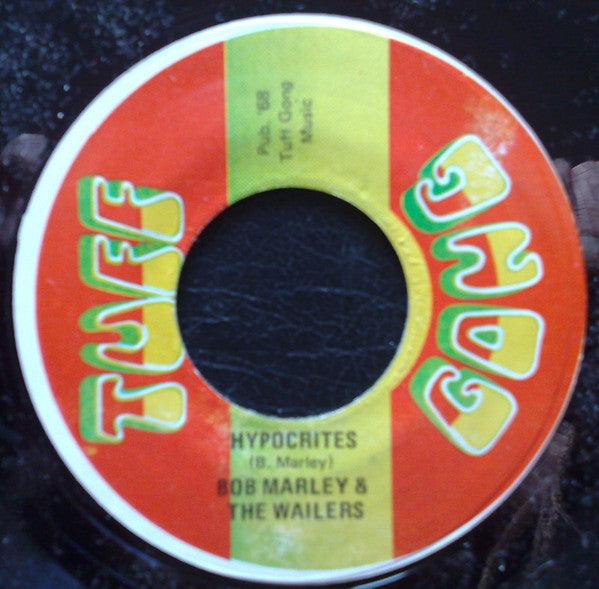 TUFF
GONG
Pub. '68
Tuff Gong
Music
HYPOCRITES
(B. Marley)
BOB MARLEY &
THE WAILERS